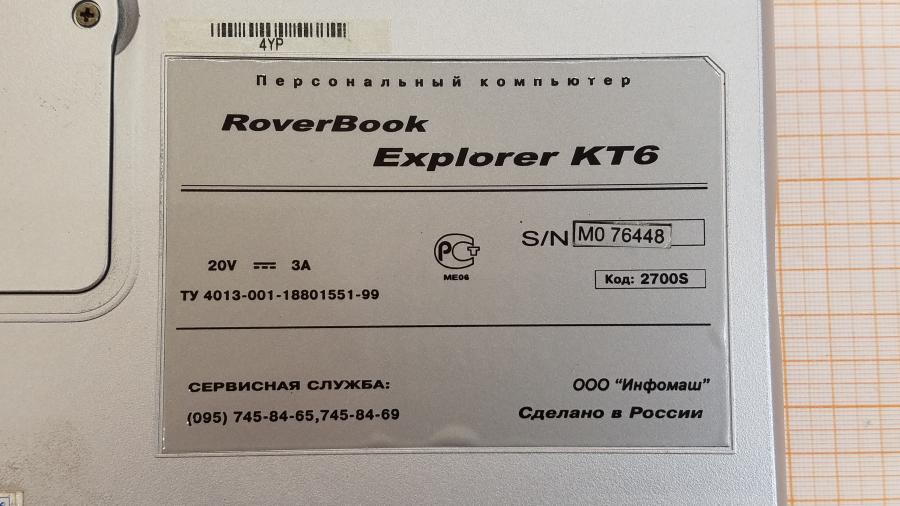 4YP
Персональный компьютер
RoverBook
Explorer KT6
S/N M0 76448
РСТ
ME06
20V 3A
Код: 2700S
ТУ 4013-001-18801551-99
СЕРВИСНАЯ СЛУЖБА:
ООО "Инфомаш"
(095) 745-84-65,745-84-69
Сделано в России